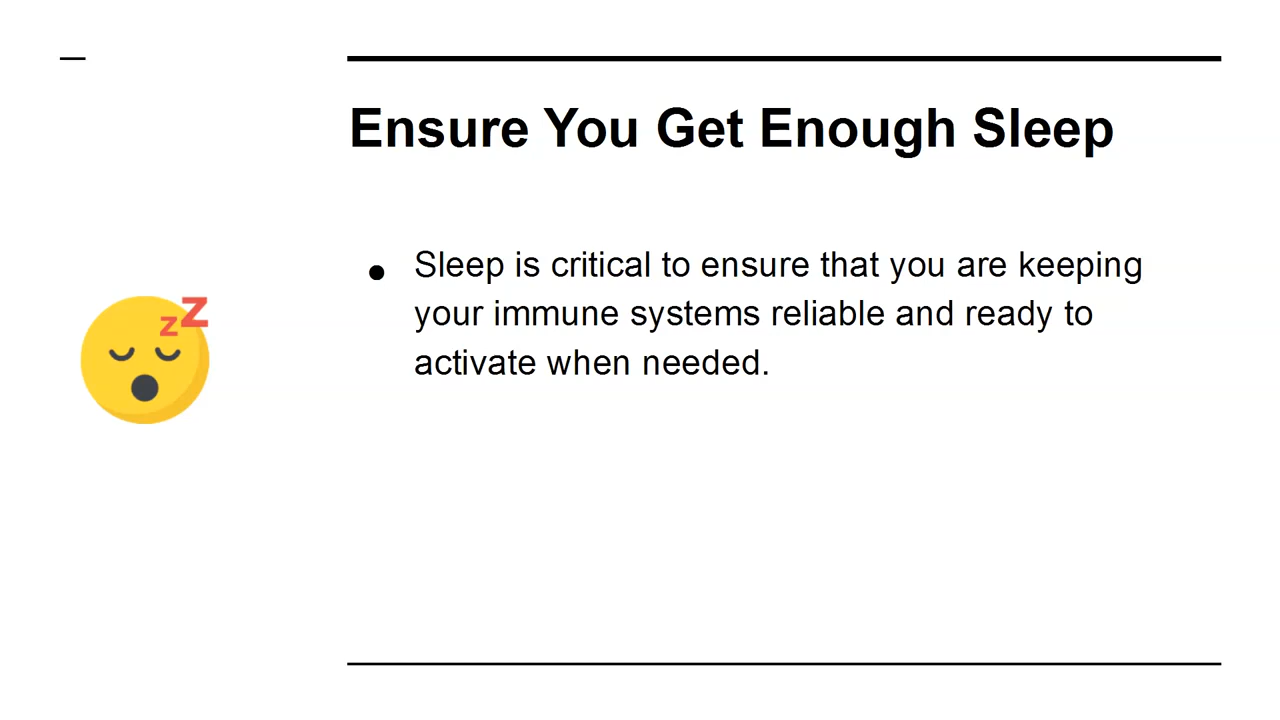 Ensure You Get Enough Sleep
zZ
● Sleep is critical to ensure that you are keeping
your immune systems reliable and ready to
activate when needed.